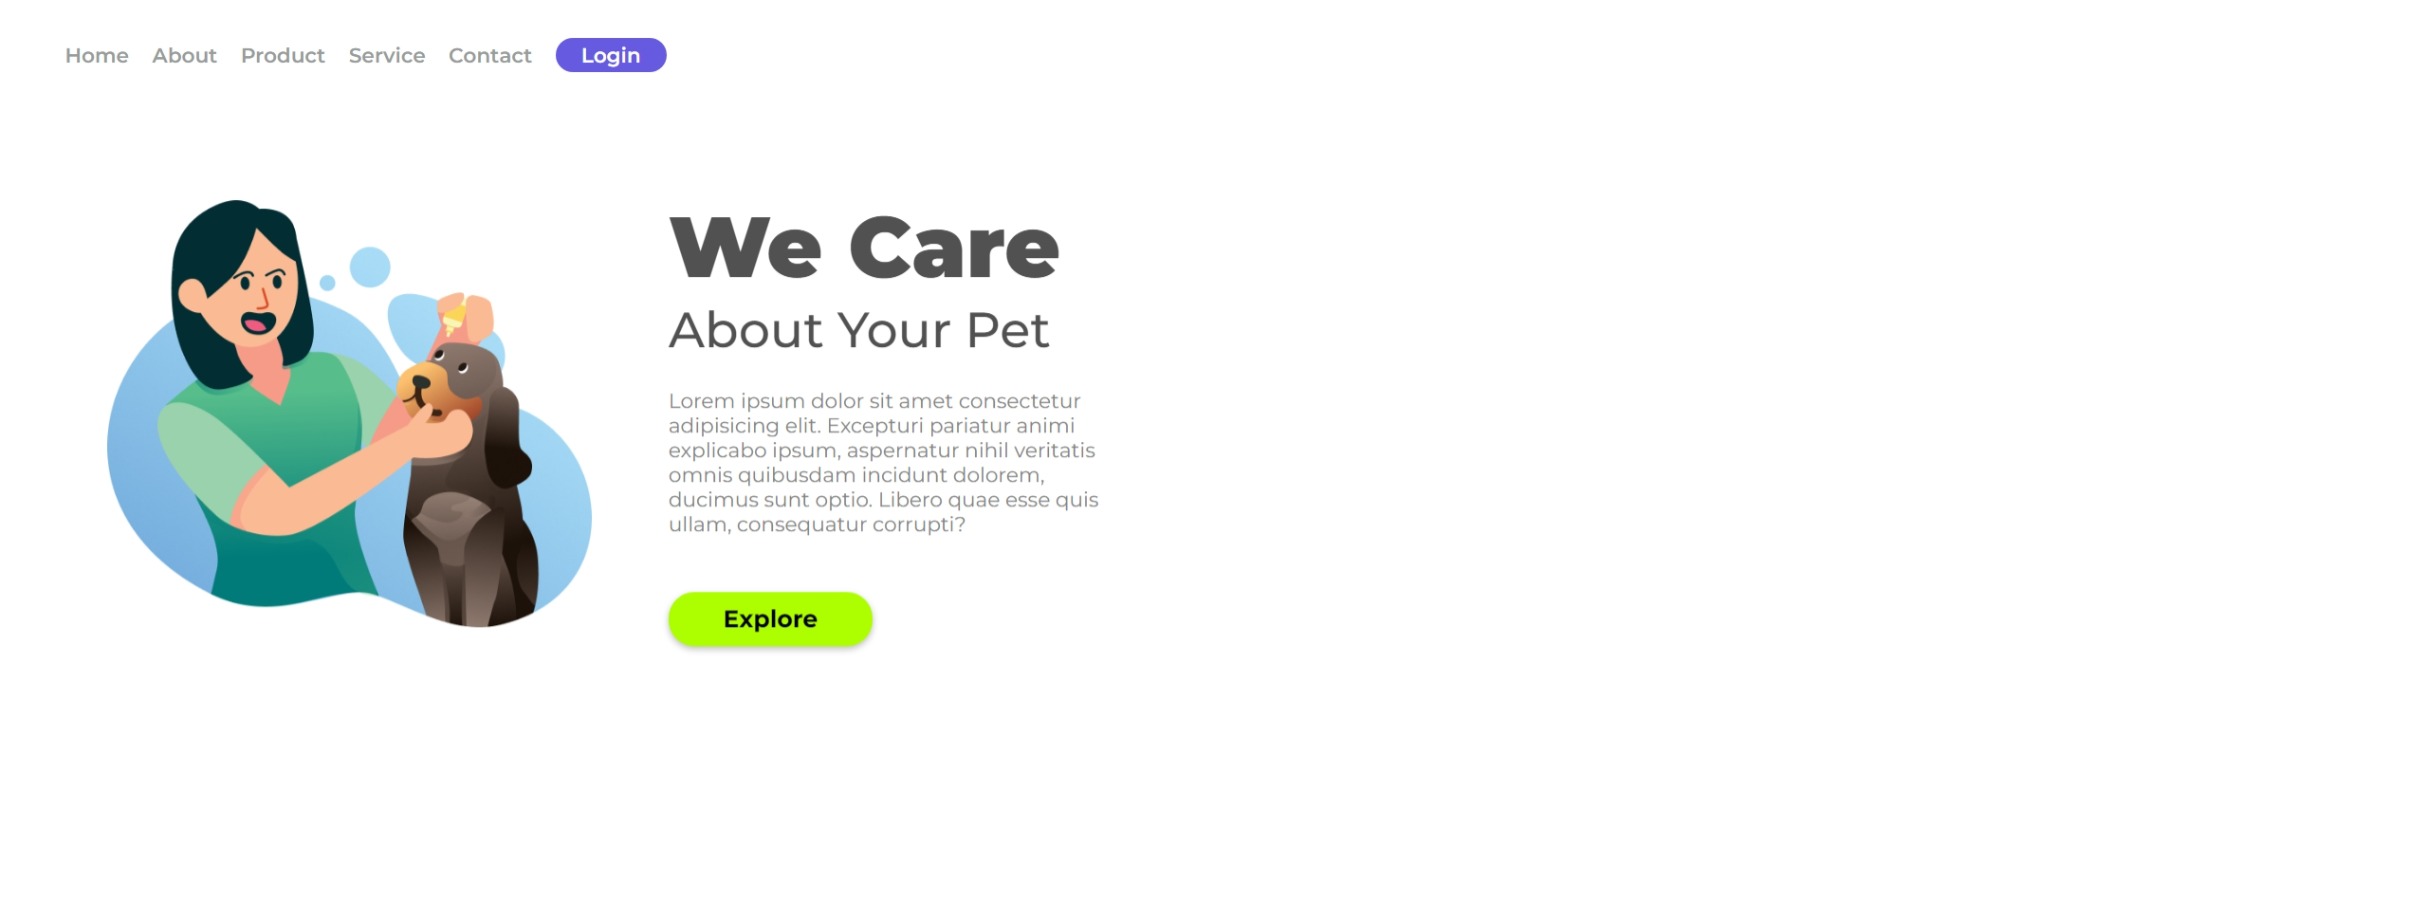 Home About Product Service Contact Login
We Care
About Your Pet
Lorem ipsum dolor sit amet consectetur
adipisicing elit. Excepturi pariatur animi
explicabo ipsum, aspernatur nihil veritatis
omnis quibusdam incidunt dolorem,
ducimus sunt optio. Libero quae esse quis
ullam, consequatur corrupti?
Explore